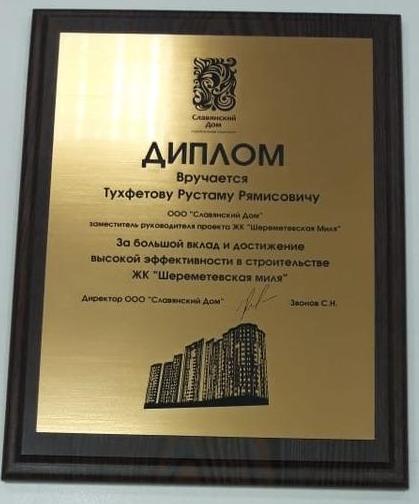 Славянский
Дом
ДИПЛОМ
Вручается
Тухфетову Рустаму Рямисовичу
ООО "Славянский Дом"
заместитель руководителя проекта ЖК "Шереметевская Миля"
За большой вклад и достижение
высокой эффективности в строительстве
ЖК "Шереметевская миля"
Директор ООО "Славянский Дом" Звонов С.Н.